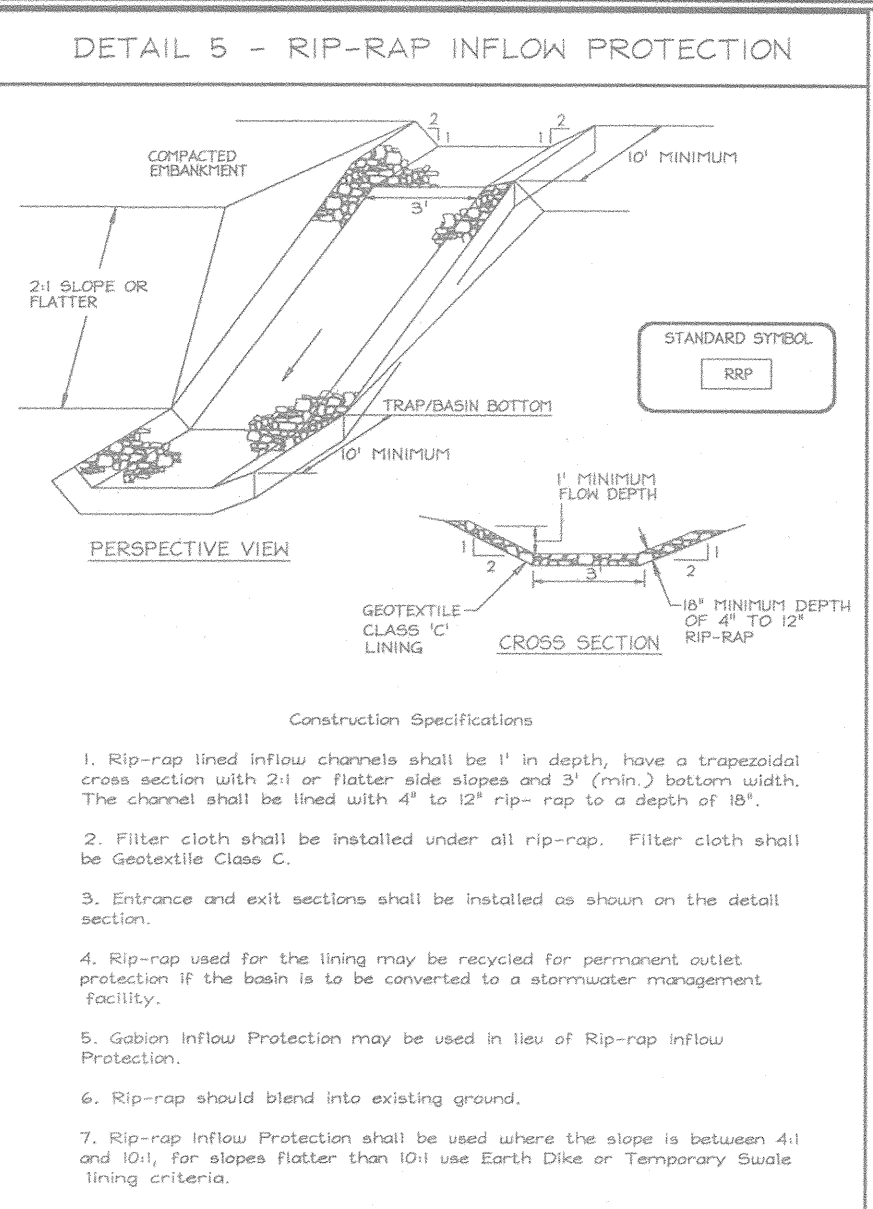 DETAIL 5 - RIP-RAP INFLOW PROTECTION
2
1
1
2
COMPACTED
EMBANKMENT
10' MINIMUM
3'
2:1 SLOPE OR
FLATTER
STANDARD SYMBOL
RRP
TRAP/BASIN BOTTOM
10' MINIMUM
PERSPECTIVE VIEW
1' MINIMUM
FLOW DEPTH
1
2
3'
2
1
GEOTEXTILE
CLASS 'C'
LINING
18" MINIMUM DEPTH
OF 4" TO 12"
RIP-RAP
CROSS SECTION
Construction Specifications
1. Rip-rap lined inflow channels shall be 1' in depth, have a trapezoidal
cross section with 2:1 or flatter side slopes and 3' (min.) bottom width.
The channel shall be lined with 4" to 12" rip- rap to a depth of 18".
2. Filter cloth shall be installed under all rip-rap. Filter cloth shall
be Geotextile Class C.
3. Entrance and exit sections shall be installed as shown on the detail
section.
4. Rip-rap used for the lining may be recycled for permanent outlet
protection if the basin is to be converted to a stormwater management
facility.
5. Gabion Inflow Protection may be used in lieu of Rip-rap Inflow
Protection.
6. Rip-rap should blend into existing ground.
7. Rip-rap Inflow Protection shall be used where the slope is between 4:1
and 10:1, for slopes flatter than 10:1 use Earth Dike or Temporary Swale
lining criteria.